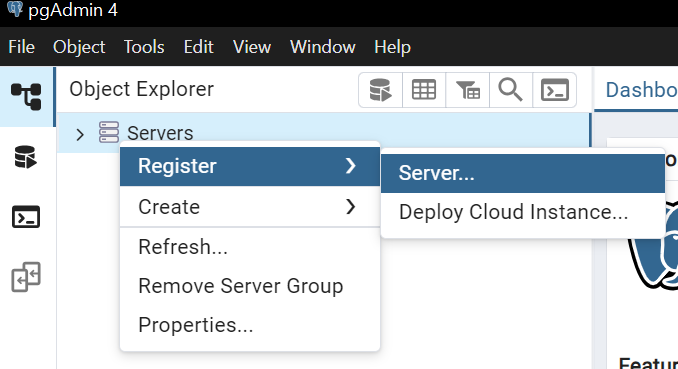 pgAdmin 4
File Object Tools Edit View Window Help
Object Explorer
Dashbo
Servers
Register
Server...
Create
Deploy Cloud Instance...
Refresh...
Remove Server Group
Properties...
Featur